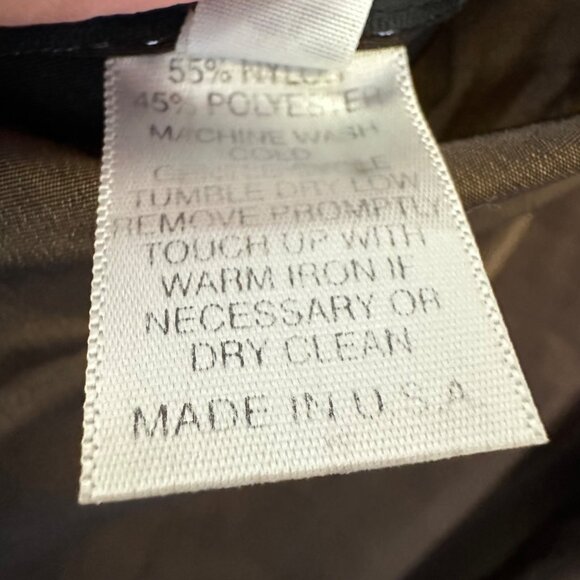 55% NYLON
45% POLYESTER
MACHINE WASH
COLD
TUMBLE DRY LOW
REMOVE PROMPTLY
TOUCH UP WITH
WARM IRON IF
NECESSARY OR
DRY CLEAN
MADE IN U.S.A.